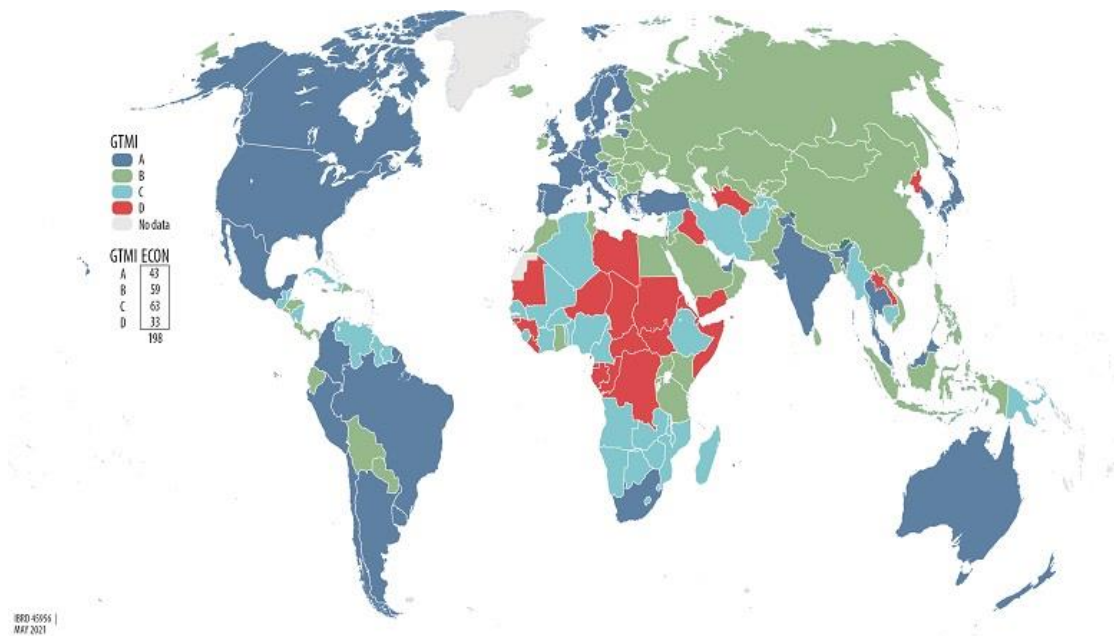 GTMI
A
B
C
D
No data
GTMI ECON
A 43
B 59
C 63
D 33
198
IBRD 45956 |
MAY 2021